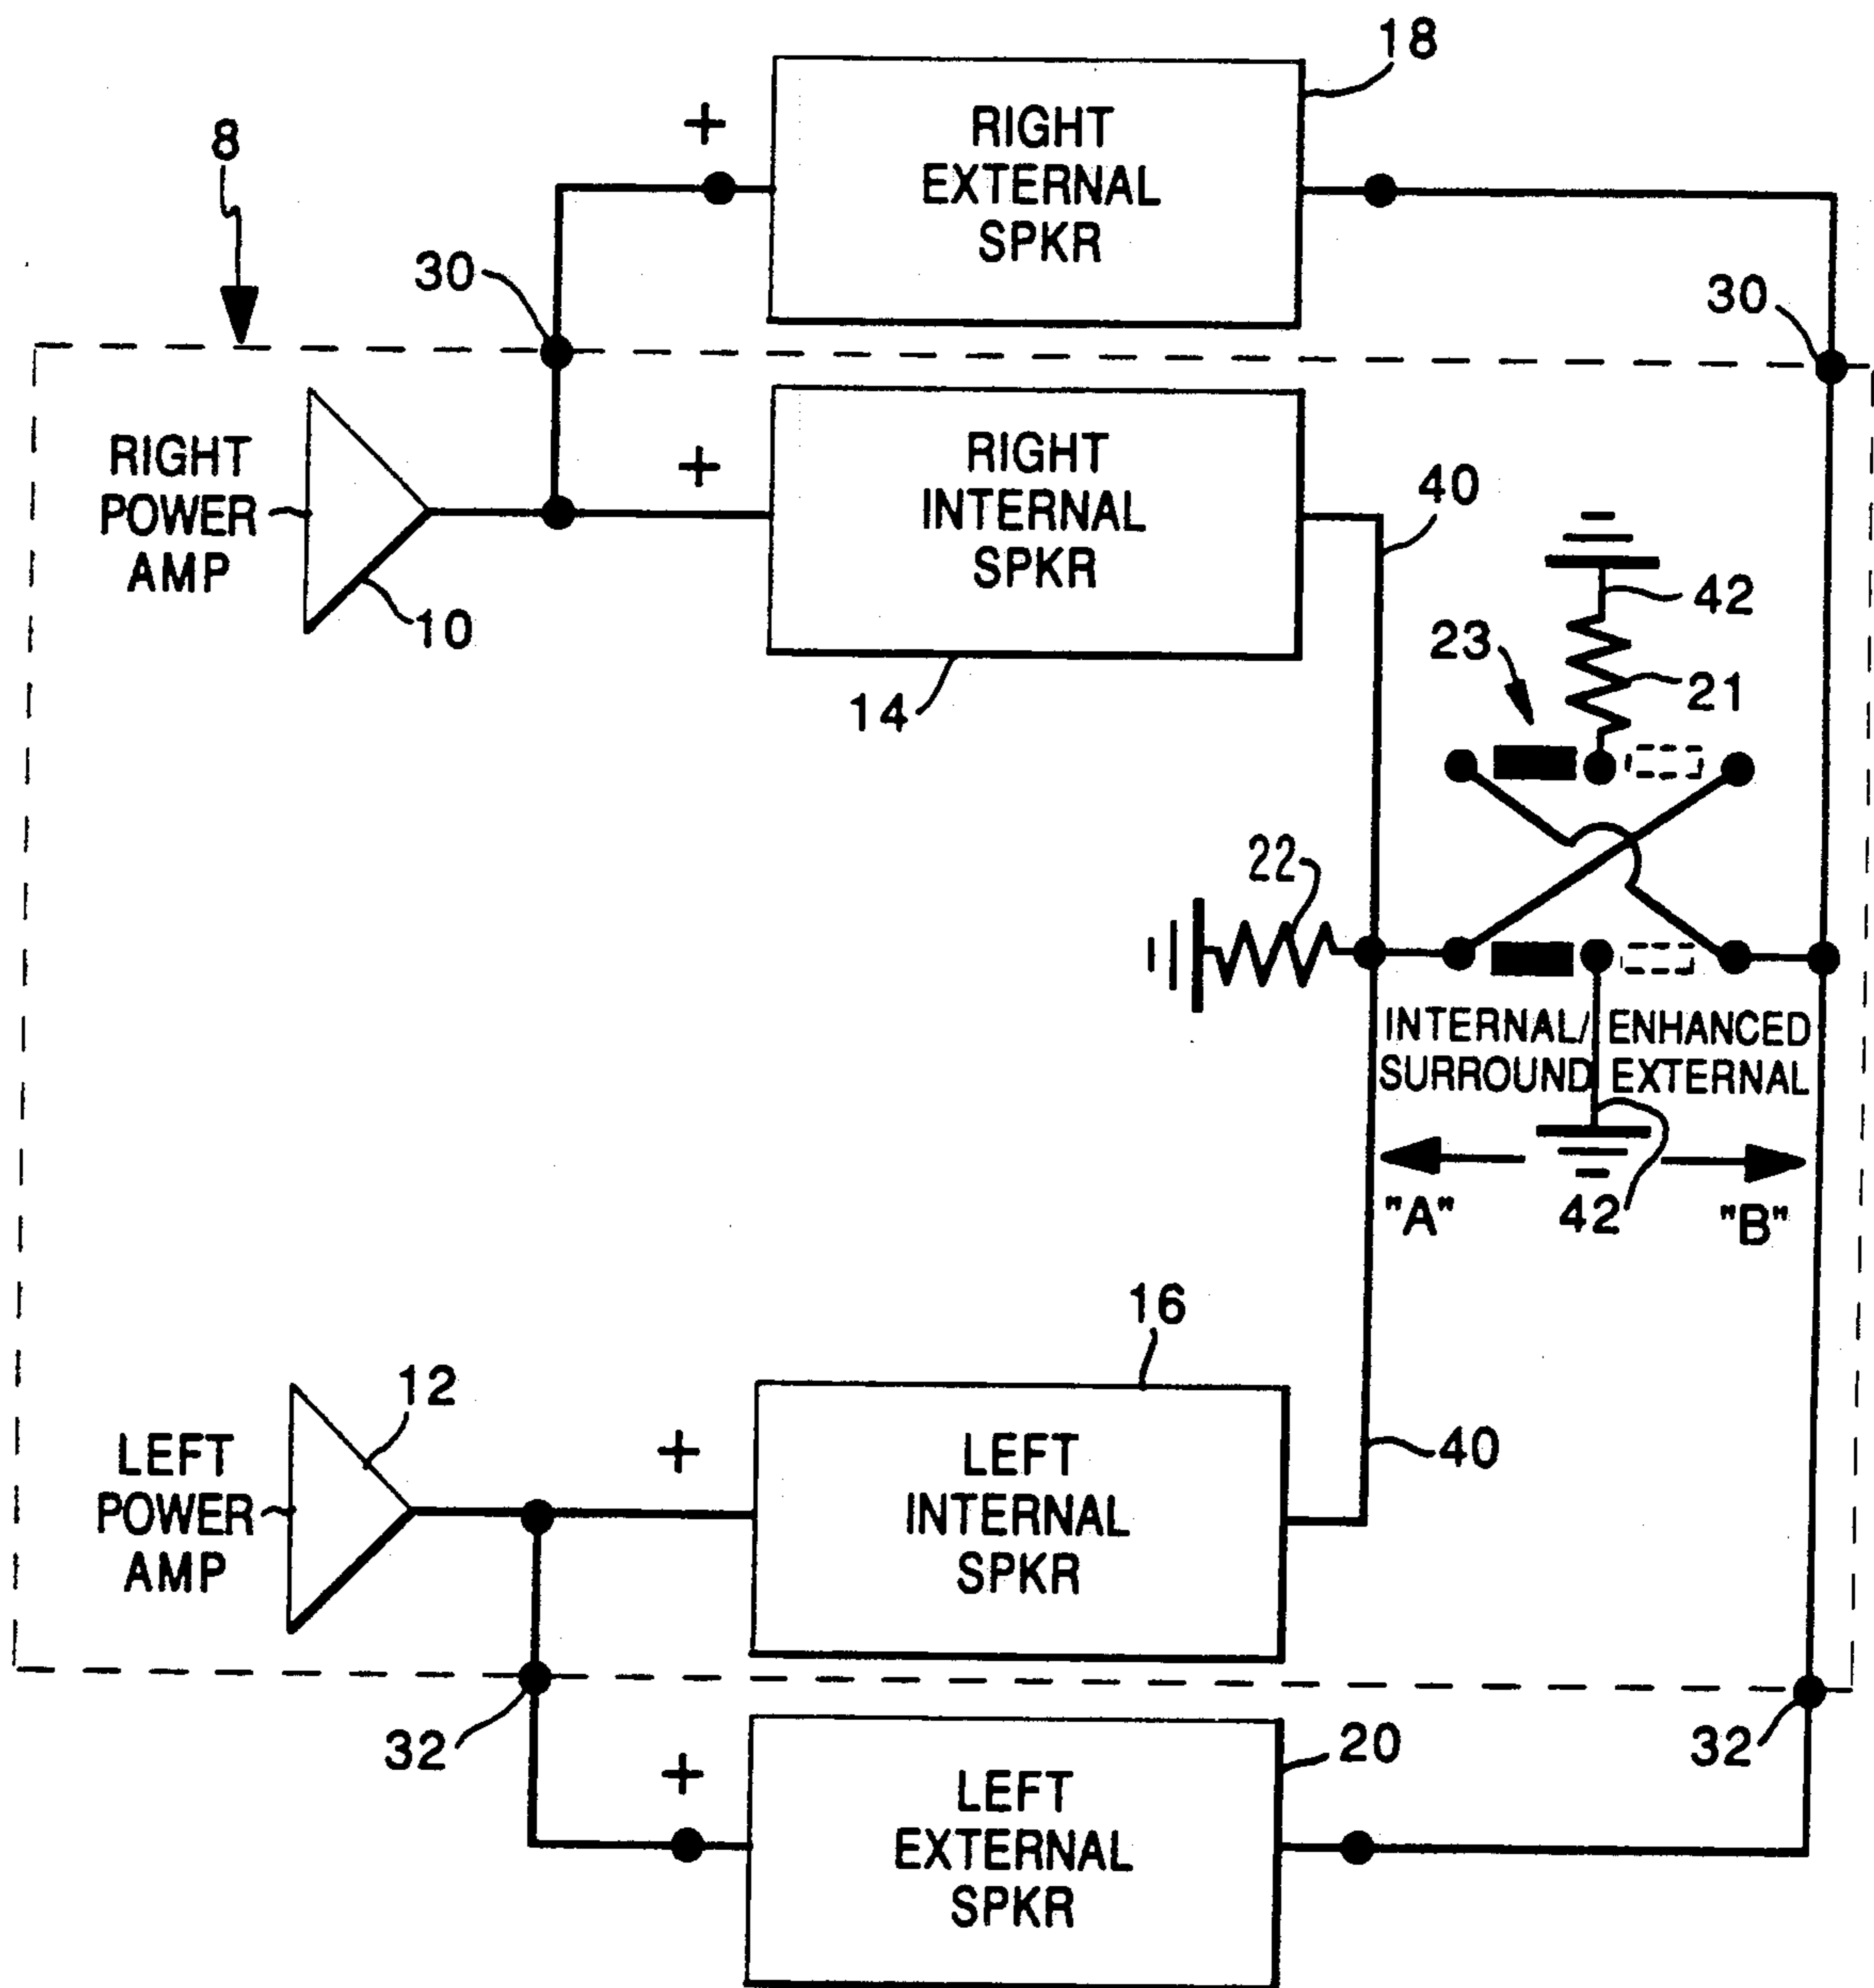 18
8
+
RIGHT
EXTERNAL
SPKR
30
30
RIGHT
POWER
AMP
10
+
RIGHT
INTERNAL
SPKR
14
40
42
23
21
22
INTERNAL/
SURROUND
ENHANCED
EXTERNAL
"A"
42
"B"
16
12
LEFT
POWER
AMP
+
LEFT
INTERNAL
SPKR
40
32
32
+
LEFT
EXTERNAL
SPKR
20